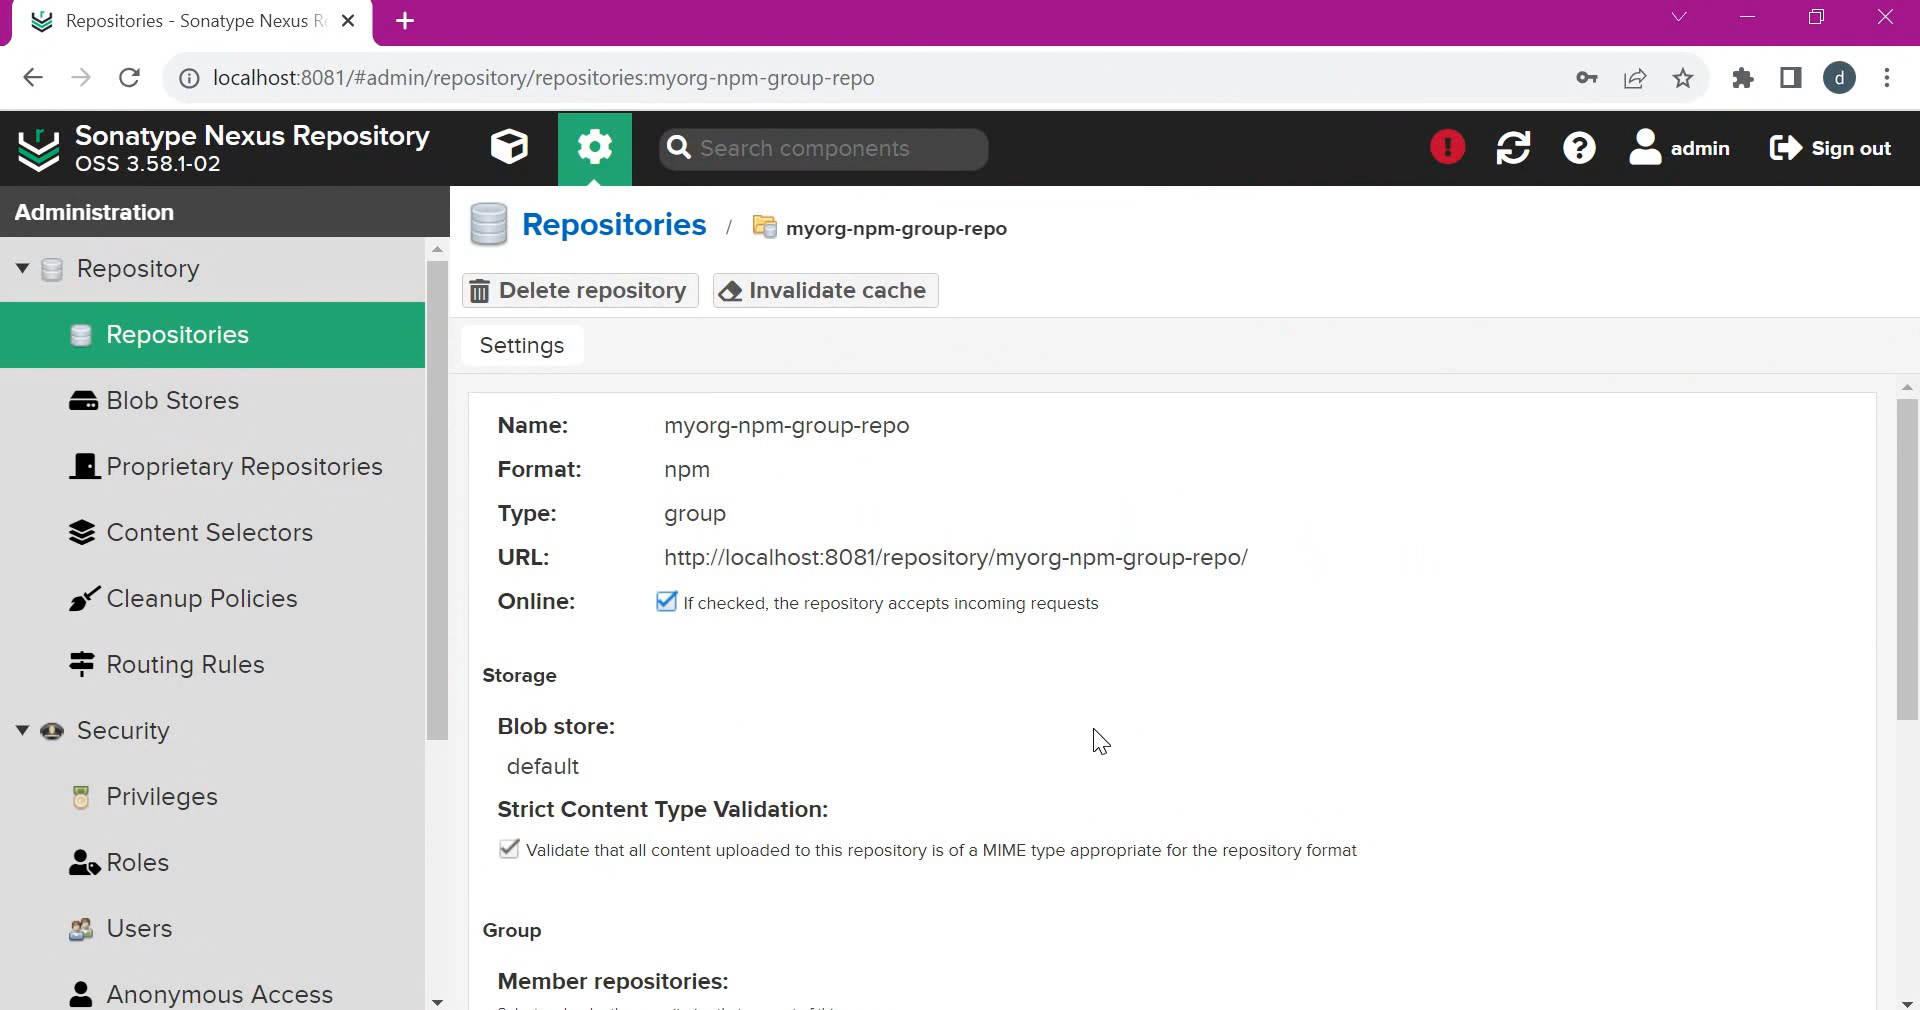 Repositories - Sonatype Nexus R
localhost:8081/#admin/repository/repositories:myorg-npm-group-repo
d
Sonatype Nexus Repository
OSS 3.58.1-02
Search components
admin
Sign out
Administration
Repositories / myorg-npm-group-repo
Repository
Delete repository
Invalidate cache
Repositories
Settings
Blob Stores
Name: myorg-npm-group-repo
Proprietary Repositories
Format: npm
Type: group
Content Selectors
URL: http://localhost:8081/repository/myorg-npm-group-repo/
Cleanup Policies
Online: If checked, the repository accepts incoming requests
Routing Rules
Storage
Security
Blob store:
default
Privileges
Strict Content Type Validation:
Validate that all content uploaded to this repository is of a MIME type appropriate for the repository format
Roles
Users
Group
Member repositories:
Anonymous Access